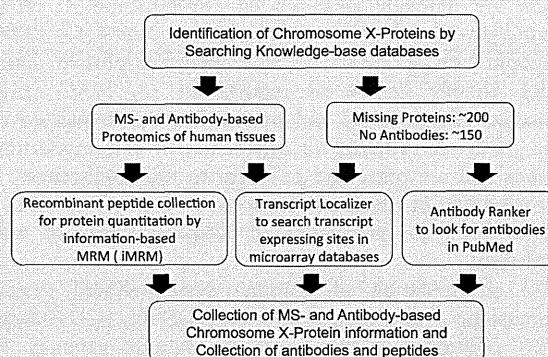 Identification of Chromosome X-Proteins by
Searching Knowledge-base databases
MS- and Antibody-based
Proteomics of human tissues
Missing Proteins: ~200
No Antibodies: ~150
Recombinant peptide collection
for protein quantitation by
information-based
MRM ( iMRM)
Transcript Localizer
to search transcript
expressing sites in
microarray databases
Antibody Ranker
to look for antibodies
in PubMed
Collection of MS- and Antibody-based
Chromosome X-Protein information and
Collection of antibodies and peptides